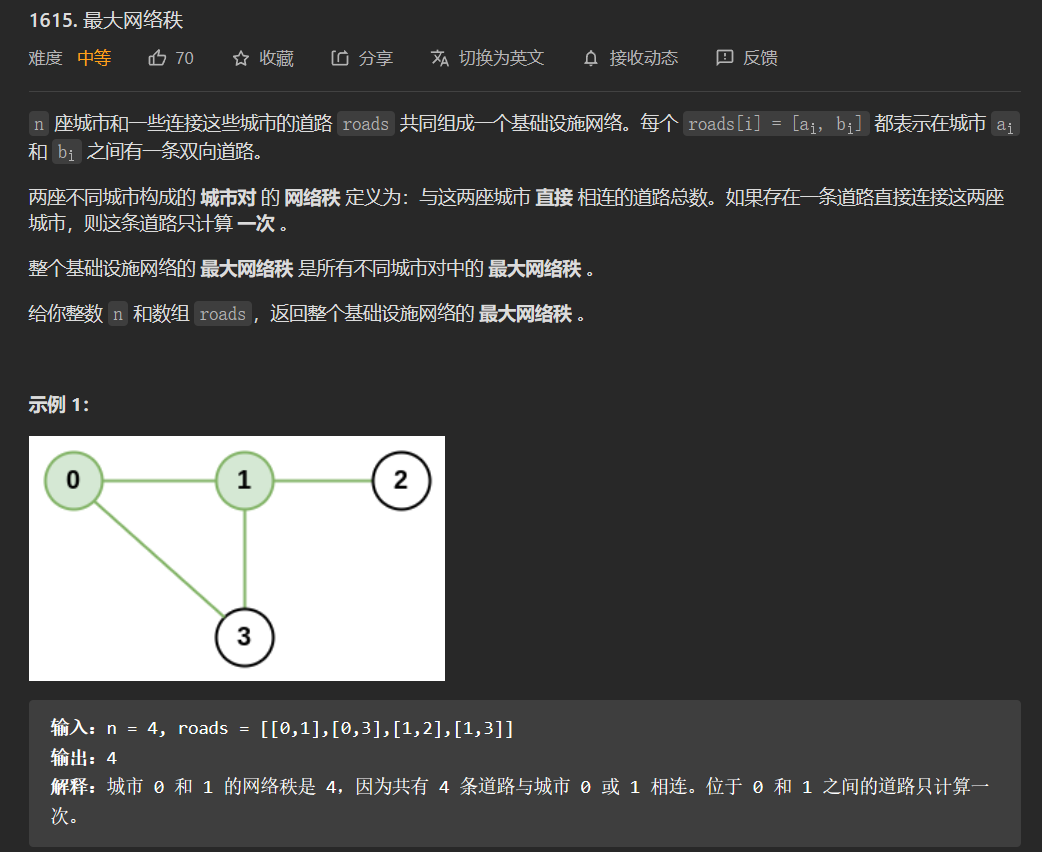 1615. 最大网络秩
难度 中等 70 收藏 分享 切换为英文 接收动态 反馈
n 座城市和一些连接这些城市的道路 roads 共同组成一个基础设施网络。每个 roads[i] = [ai, bi] 都表示在城市 ai
和 bi 之间有一条双向道路。
两座不同城市构成的 城市对 的 网络秩 定义为：与这两座城市 直接 相连的道路总数。如果存在一条道路直接连接这两座
城市，则这条道路只计算 一次 。
整个基础设施网络的 最大网络秩 是所有不同城市对中的 最大网络秩 。
给你整数 n 和数组 roads，返回整个基础设施网络的 最大网络秩 。
示例 1：
0 1 2
3
输入：n = 4, roads = [[0,1],[0,3],[1,2],[1,3]]
输出：4
解释：城市 0 和 1 的网络秩是 4，因为共有 4 条道路与城市 0 或 1 相连。位于 0 和 1 之间的道路只计算一
次。